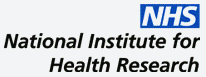 NHS
National Institute for
Health Research